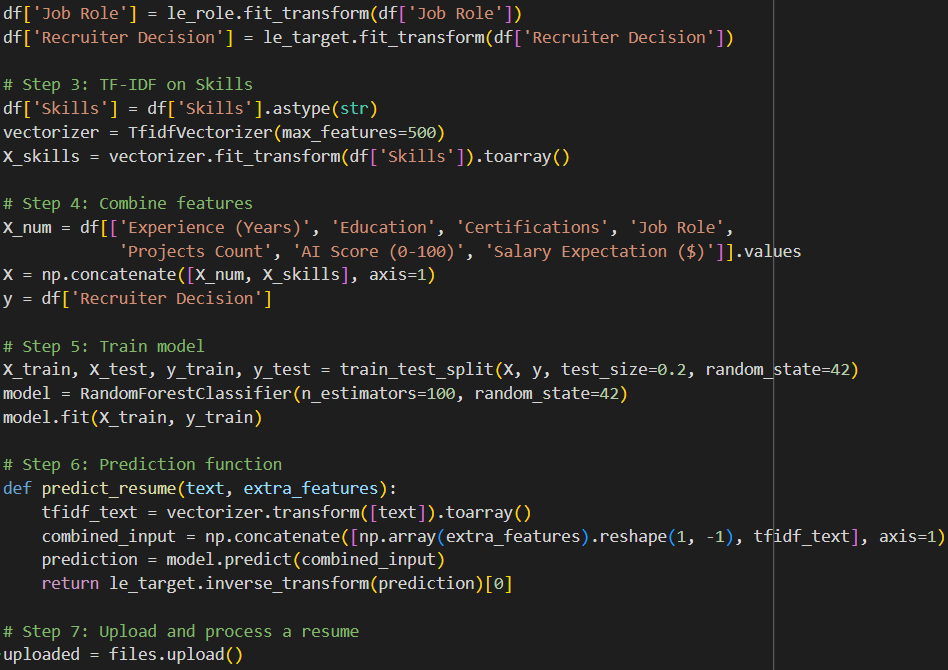 df['Job Role'] = le_role.fit_transform(df['Job Role'])
df['Recruiter Decision'] = le_target.fit_transform(df['Recruiter Decision'])
# Step 3: TF-IDF on Skills
df['Skills'] = df['Skills'].astype(str)
vectorizer = TfidfVectorizer(max_features=500)
X_skills = vectorizer.fit_transform(df['Skills']).toarray()
# Step 4: Combine features
X_num = df[['Experience (Years)', 'Education', 'Certifications', 'Job Role',
            'Projects Count', 'AI Score (0-100)', 'Salary Expectation ($)']].values
X = np.concatenate([X_num, X_skills], axis=1)
y = df['Recruiter Decision']
# Step 5: Train model
X_train, X_test, y_train, y_test = train_test_split(X, y, test_size=0.2, random_state=42)
model = RandomForestClassifier(n_estimators=100, random_state=42)
model.fit(X_train, y_train)
# Step 6: Prediction function
def predict_resume(text, extra_features):
    tfidf_text = vectorizer.transform([text]).toarray()
    combined_input = np.concatenate([np.array(extra_features).reshape(1, -1), tfidf_text], axis=1)
    prediction = model.predict(combined_input)
    return le_target.inverse_transform(prediction)[0]
# Step 7: Upload and process a resume
uploaded = files.upload()